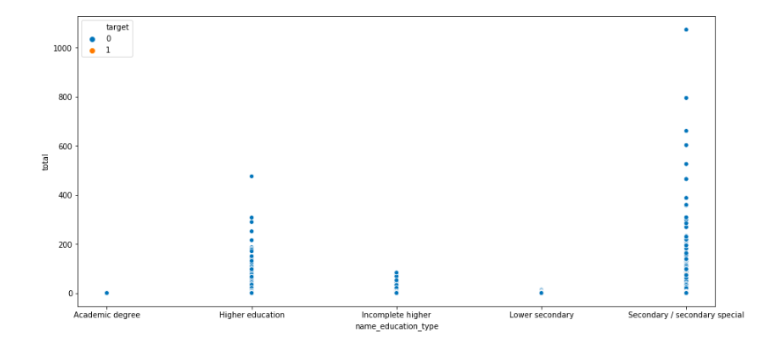 target
0
1
1000
800
600
400
200
0
total
Academic degree
Higher education
Incomplete higher
Lower secondary
Secondary / secondary special
name_education_type